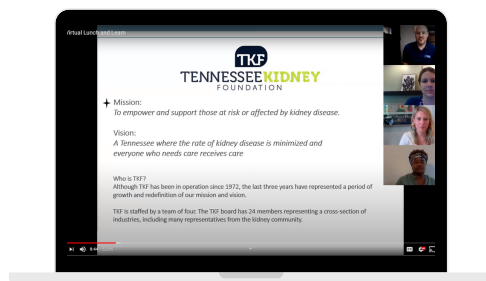 Virtual Lunch and Learn
TKF
TENNESSEE KIDNEY
FOUNDATION
Mission:
To empower and support those at risk or affected by kidney disease.
Vision:
A Tennessee where the rate of kidney disease is minimized and
everyone who needs care receives care
Who is TKF?
Although TKF has been in operation since 1972, the last three years have represented a period of
growth and redefinition of our mission and vision.
TKF is staffed by a team of four. The TKF board has 24 members representing a cross-section of
industries, including many representatives from the kidney community.